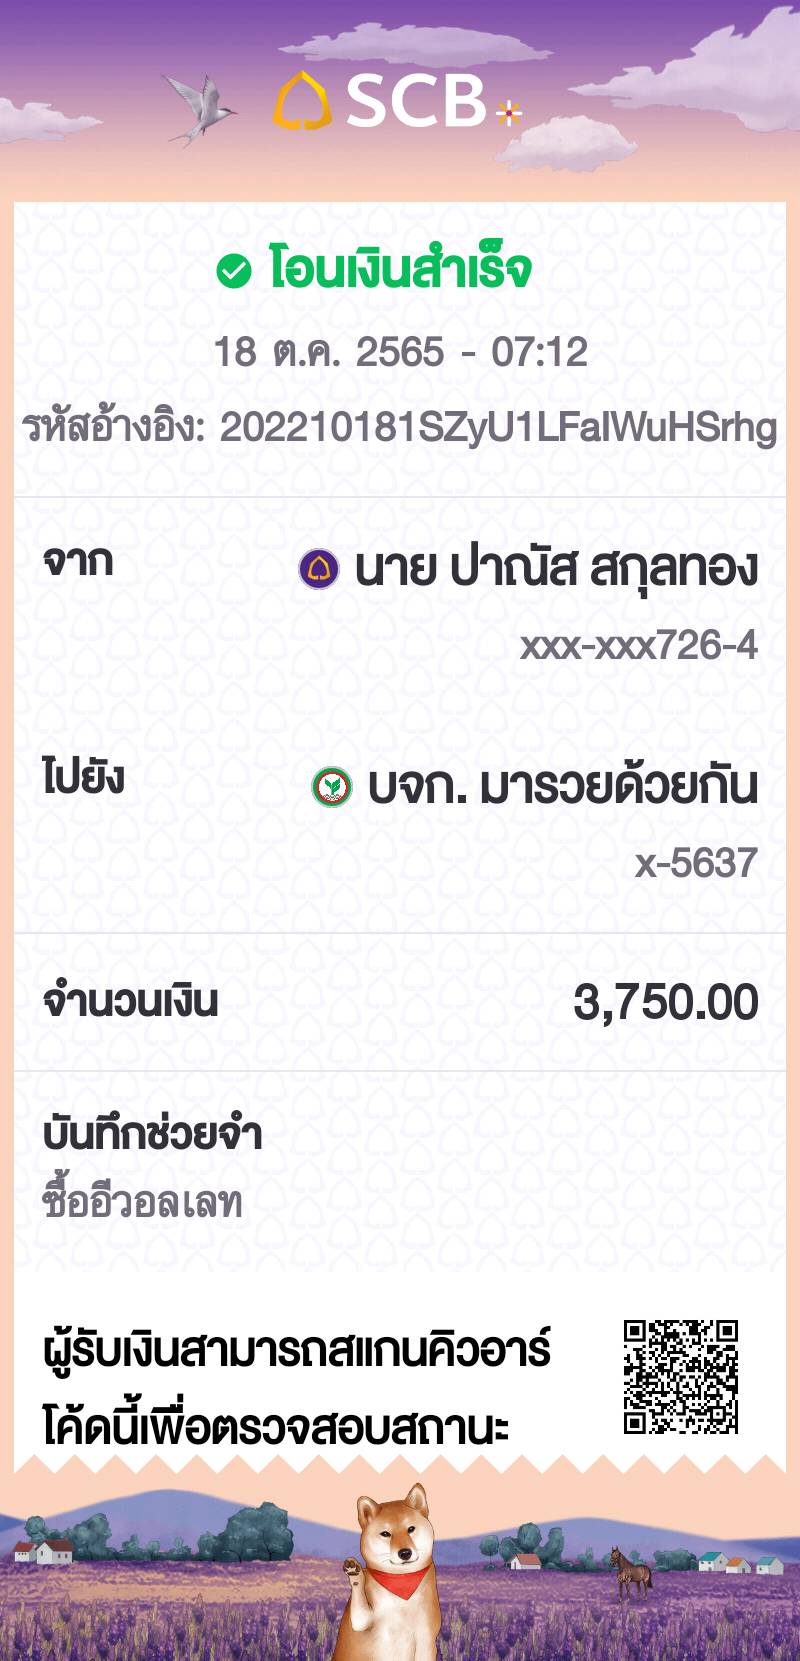 SCB
โอนเงินสำเร็จ
18 ต.ค. 2565 - 07:12
รหัสอ้างอิง: 202210181SZyU1LFaIWuHSrhg
จาก
นาย ปาณัส สกุลทอง
xxx-xxx726-4
ไปยัง
บจก. มารวยด้วยกัน
x-5637
จำนวนเงิน
3,750.00
บันทึกช่วยจำ
ซื้ออีวอลเลท
ผู้รับเงินสามารถสแกนคิวอาร์
โค้ดนี้เพื่อตรวจสอบสถานะ